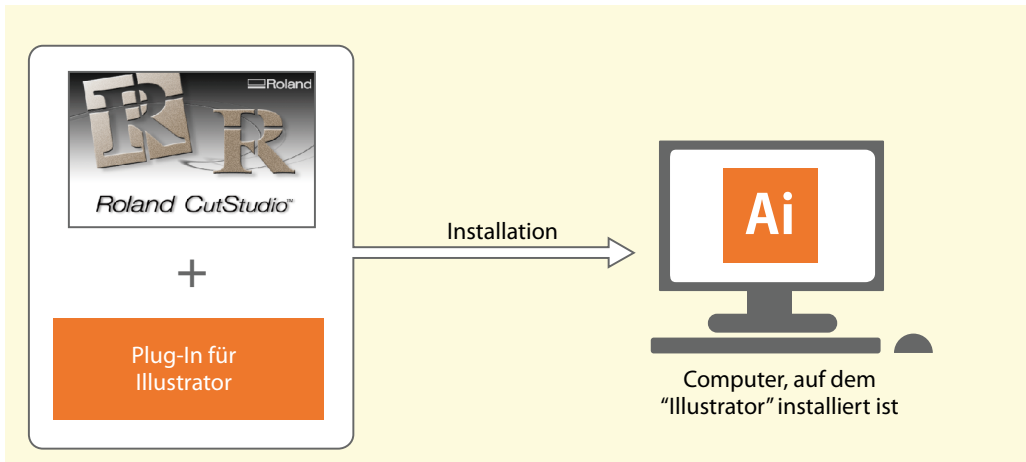 Roland
Roland CutStudio™
+
Plug-In für
Illustrator
Installation
Ai
Computer, auf dem
“Illustrator” installiert ist